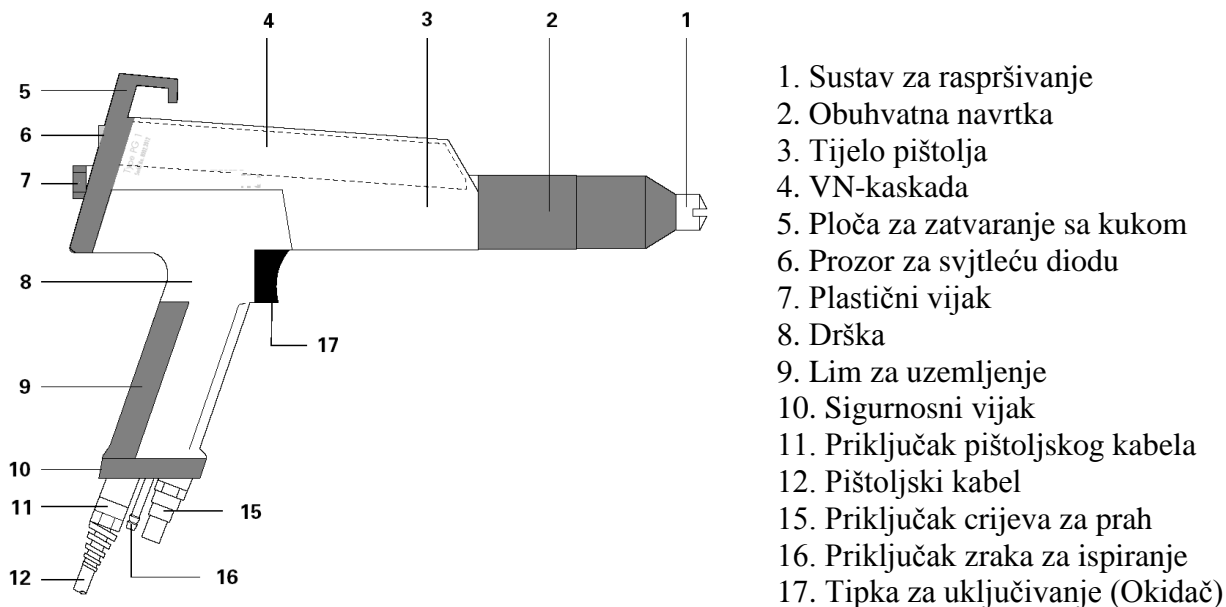 4
3
2
1
5
6
7
8
17
9
10
11
15
12
16
1. Sustav za raspršivanje
2. Obuhvatna navrtka
3. Tijelo pištolja
4. VN-kaskada
5. Ploča za zatvaranje sa kukom
6. Prozor za svjtleću diodu
7. Plastični vijak
8. Drška
9. Lim za uzemljenje
10. Sigurnosni vijak
11. Priključak pištoljskog kabela
12. Pištoljski kabel
15. Priključak crijeva za prah
16. Priključak zraka za ispiranje
17. Tipka za uključivanje (Okidač)